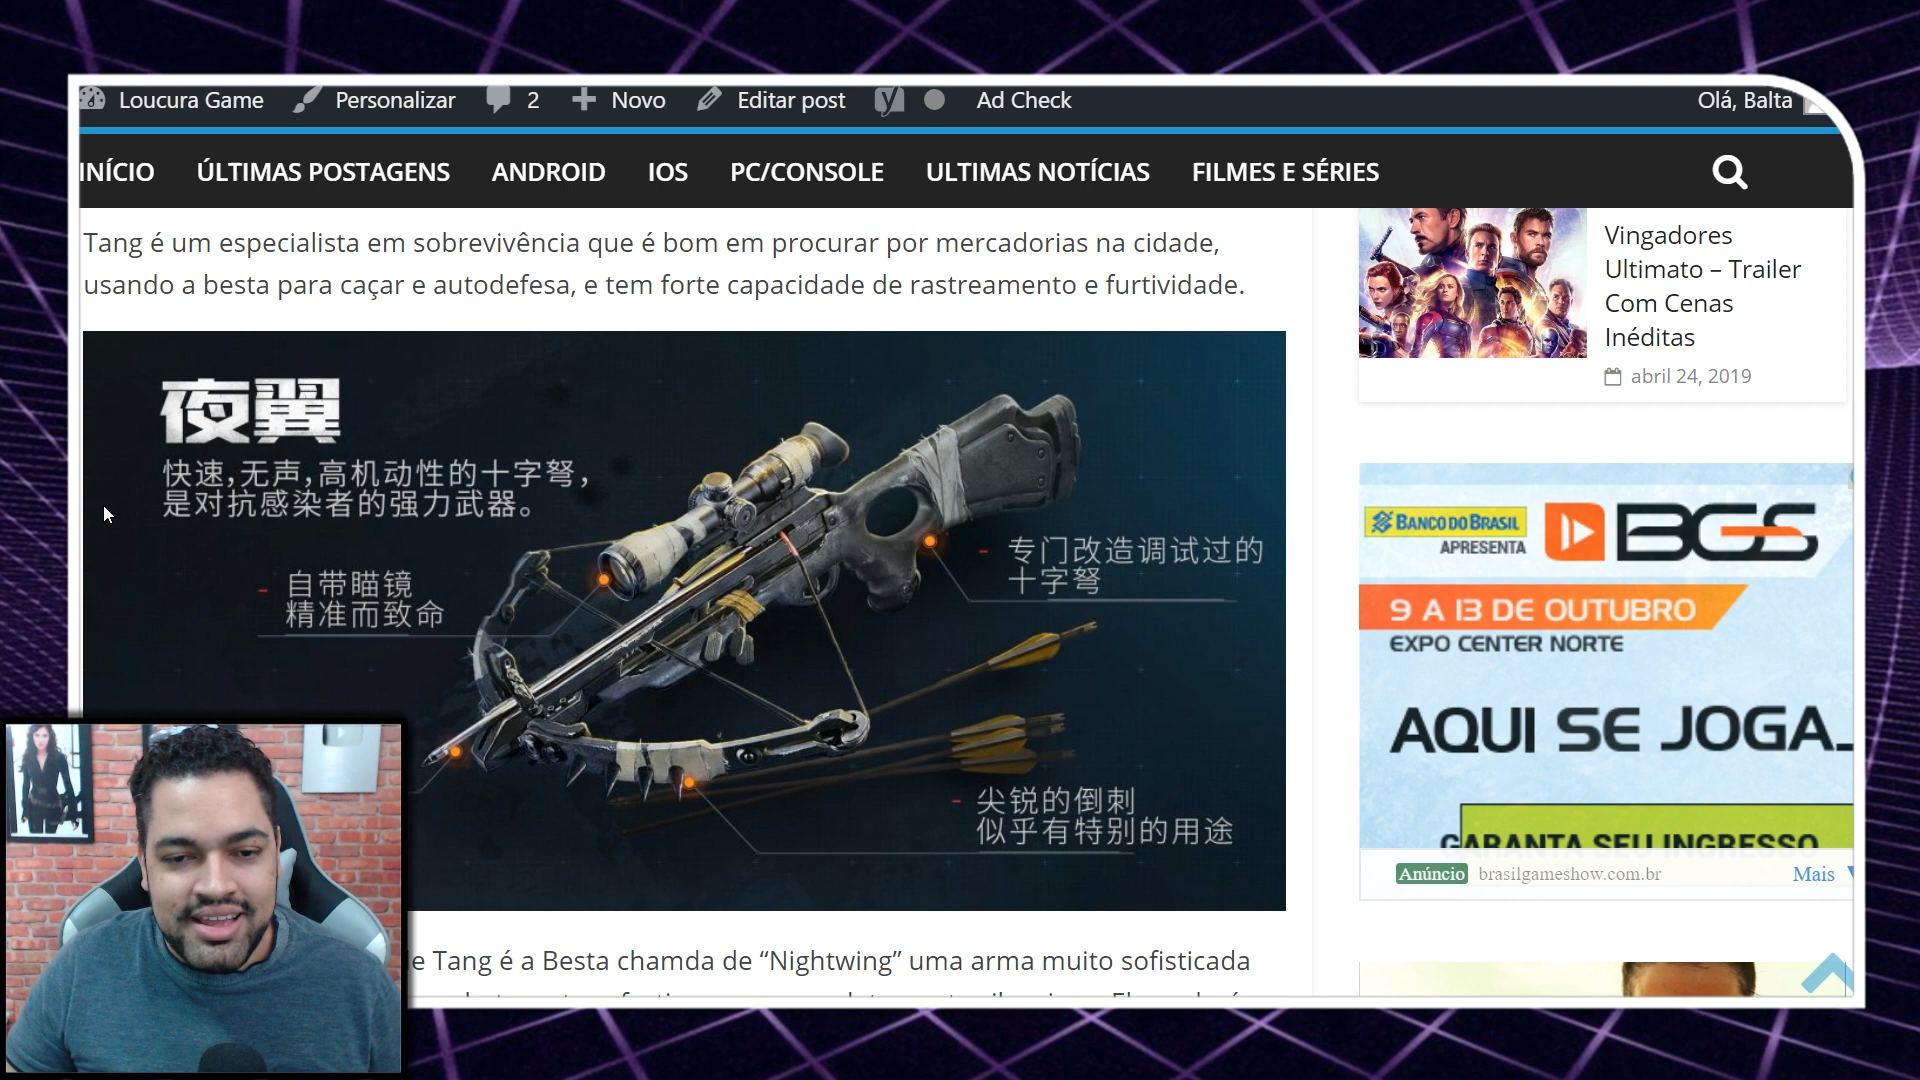 Loucura Game
Personalizar
2
Novo
Editar post
Ad Check
Olá, Balta
INÍCIO
ÚLTIMAS POSTAGENS
ANDROID
IOS
PC/CONSOLE
ULTIMAS NOTÍCIAS
FILMES E SÉRIES
Tang é um especialista em sobrevivência que é bom em procurar por mercadorias na cidade,
usando a besta para caçar e autodefesa, e tem forte capacidade de rastreamento e furtividade.
夜翼
快速,无声,高机动性的十字弩,
是对抗感染者的强力武器。
- 自带瞄镜
精准而致命
- 专门改造调试过的
十字弩
- 尖锐的倒刺
似乎有特别的用途
Tang é a Besta chamda de “Nightwing” uma arma muito sofisticada
Vingadores
Ultimato – Trailer
Com Cenas
Inéditas
abril 24, 2019
BANCO DO BRASIL
APRESENTA
BGS
9 A 13 DE OUTUBRO
EXPO CENTER NORTE
AQUI SE JOGA_
GARANTA SEU INGRESSO
Anúncio
brasilgameshow.com.br
Mais